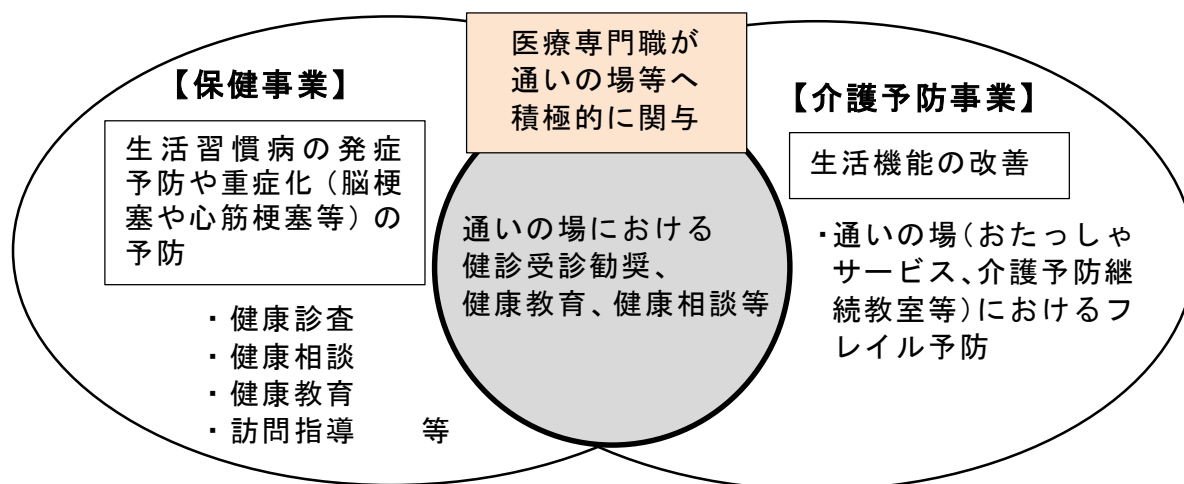 医療専門職が
通いの場等へ
積極的に関与
【保健事業】
生活習慣病の発症
予防や重症化（脳梗
塞や心筋梗塞等）の
予防
・健康診査
・健康相談
・健康教育
・訪問指導　　等
通いの場における
健診受診勧奨、
健康教育、健康相談等
【介護予防事業】
生活機能の改善
・通いの場（おたっしゃ
サービス、介護予防継
続教室等）におけるフ
レイル予防